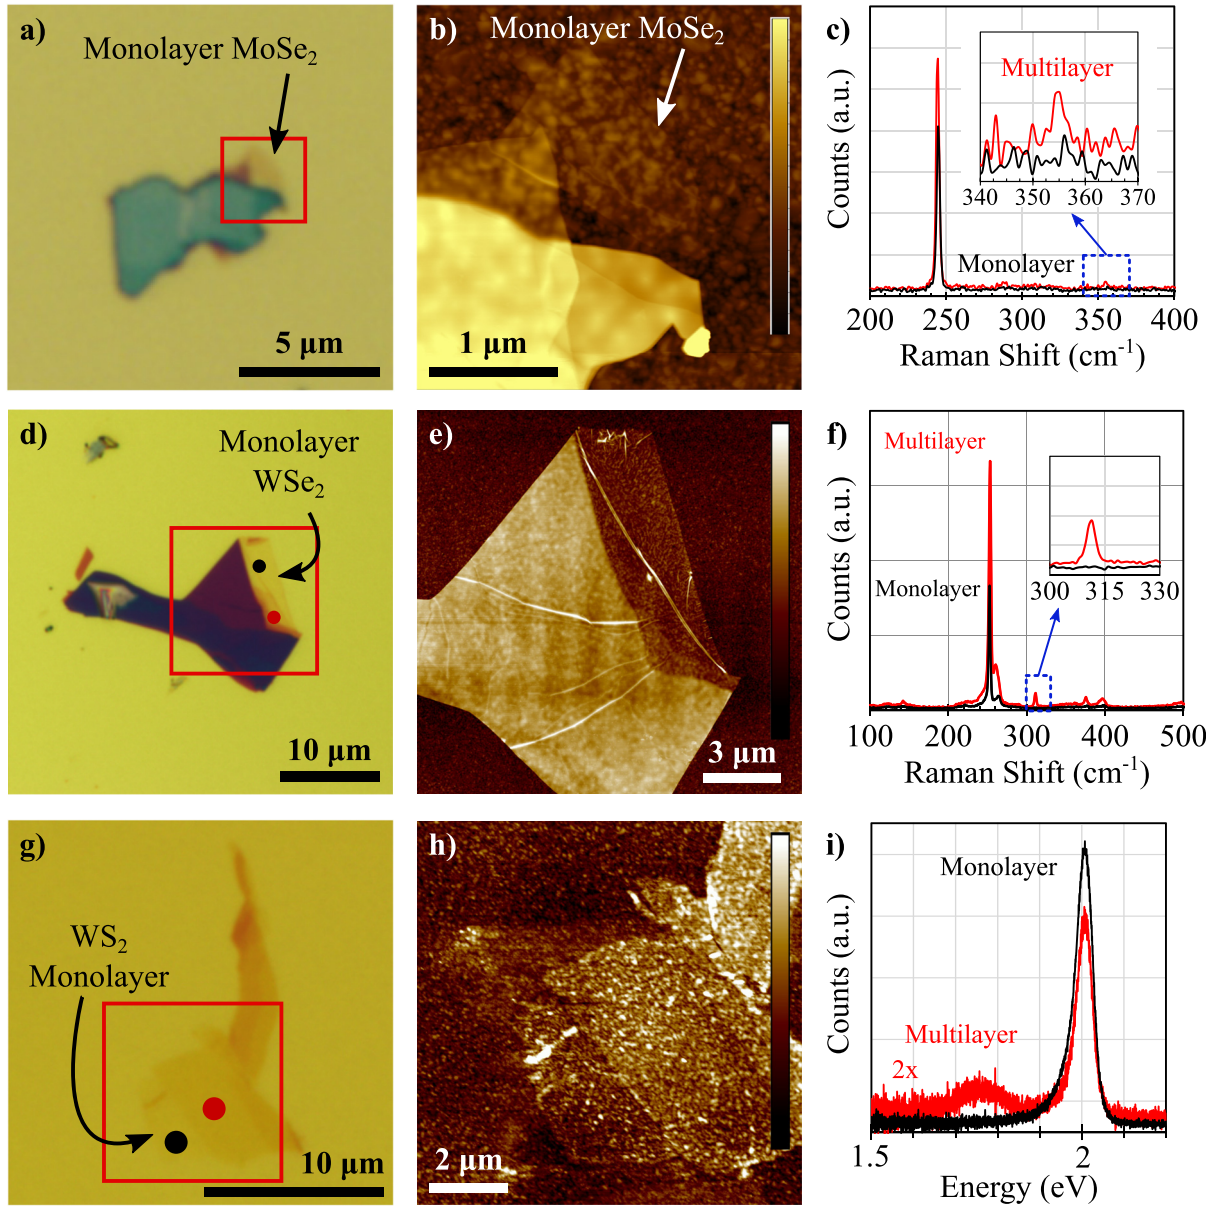 a)
Monolayer MoSe₂
5 µm
b)
Monolayer MoSe₂
1 µm
c)
Counts (a.u.)
Multilayer
340 350 360 370
Monolayer
200 250 300 350 400
Raman Shift (cm⁻¹)
d)
Monolayer
WSe₂
10 µm
e)
3 µm
f)
Counts (a.u.)
Multilayer
Monolayer
300 315 330
100 200 300 400 500
Raman Shift (cm⁻¹)
g)
WS₂
Monolayer
10 µm
h)
2 µm
i)
Counts (a.u.)
Monolayer
Multilayer
2x
1.5 2
Energy (eV)